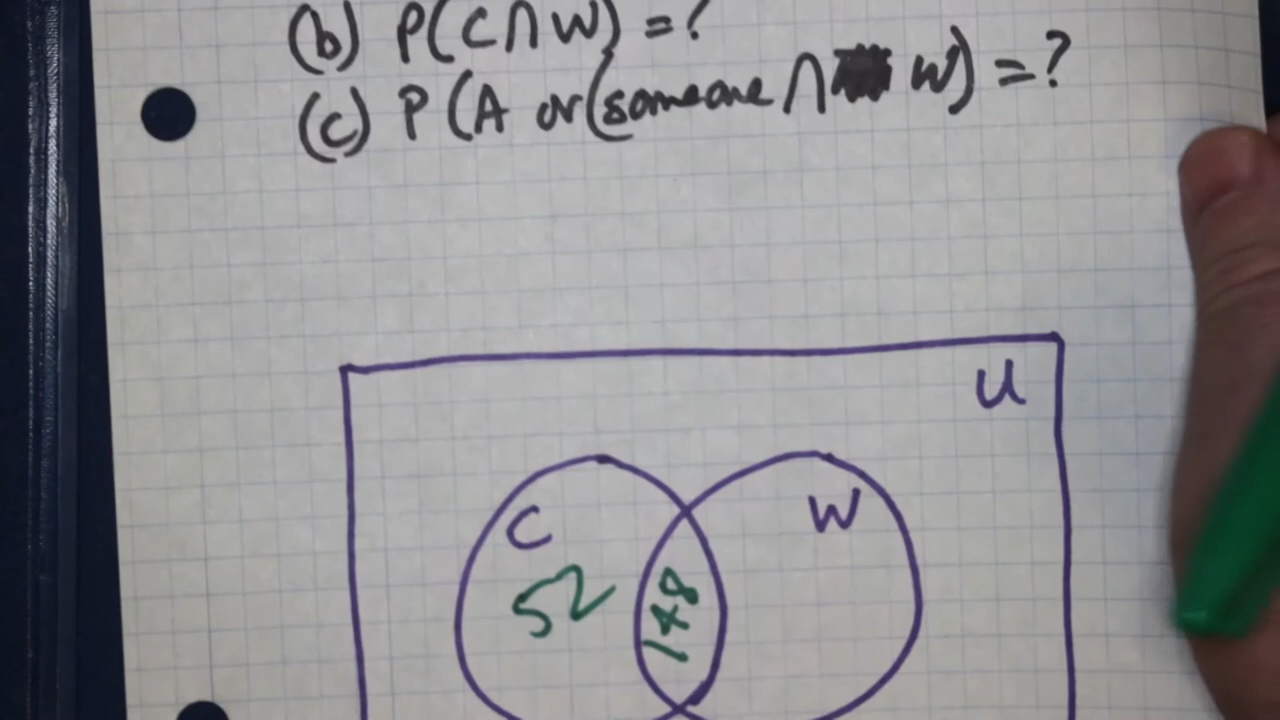 (b) P(C∩W) = ?
(c) P(A or (someone ∩ W) = ?
U
C
W
52
148